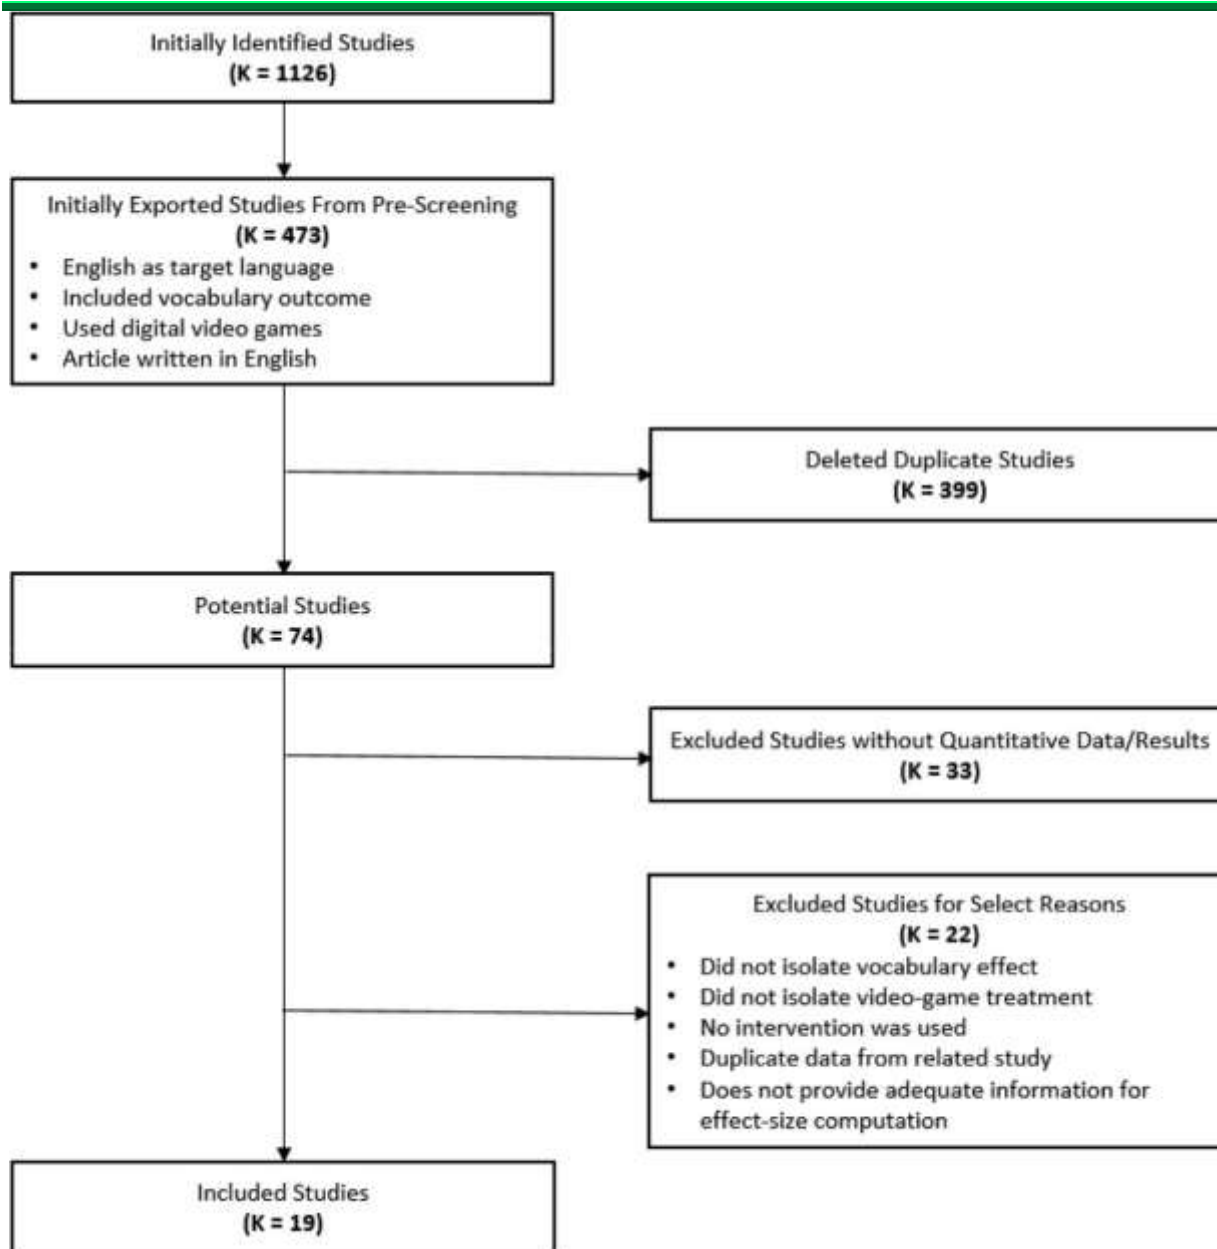 Initially Identified Studies
(K = 1126)
Initially Exported Studies From Pre-Screening
(K = 473)
• English as target language
• Included vocabulary outcome
• Used digital video games
• Article written in English
Deleted Duplicate Studies
(K = 399)
Potential Studies
(K = 74)
Excluded Studies without Quantitative Data/Results
(K = 33)
Excluded Studies for Select Reasons
(K = 22)
• Did not isolate vocabulary effect
• Did not isolate video-game treatment
• No intervention was used
• Duplicate data from related study
• Does not provide adequate information for
effect-size computation
Included Studies
(K = 19)